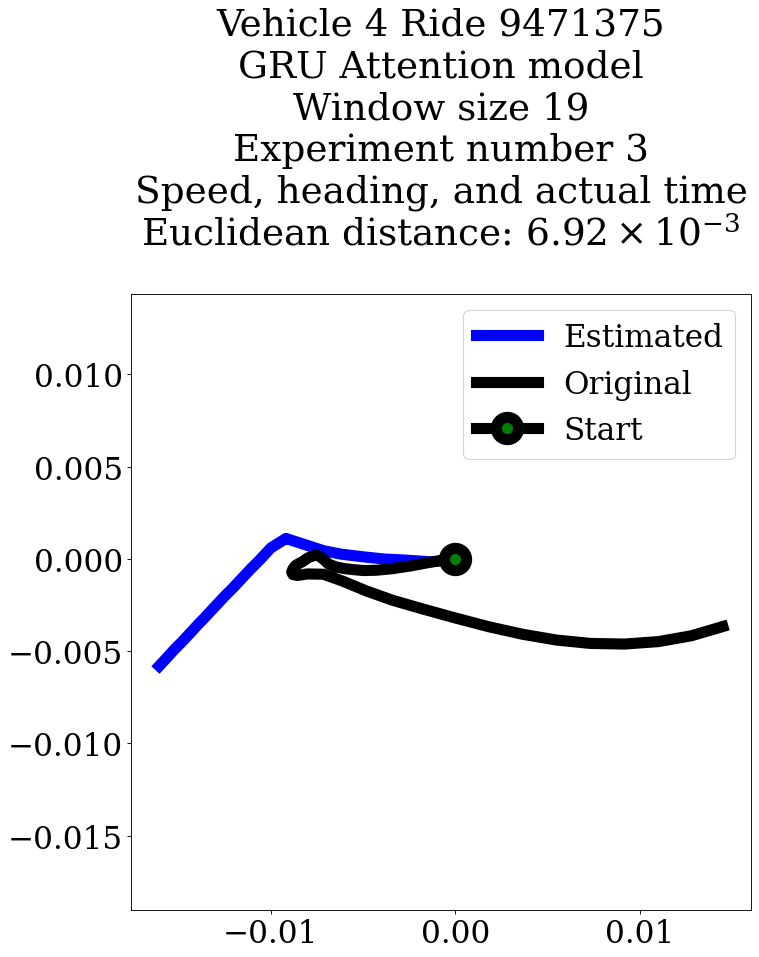 Vehicle 4 Ride 9471375
GRU Attention model
Window size 19
Experiment number 3
Speed, heading, and actual time
Euclidean distance: 6.92 × 10⁻³
Estimated
Original
Start
0.010
0.005
0.000
−0.005
−0.010
−0.015
−0.01
0.00
0.01